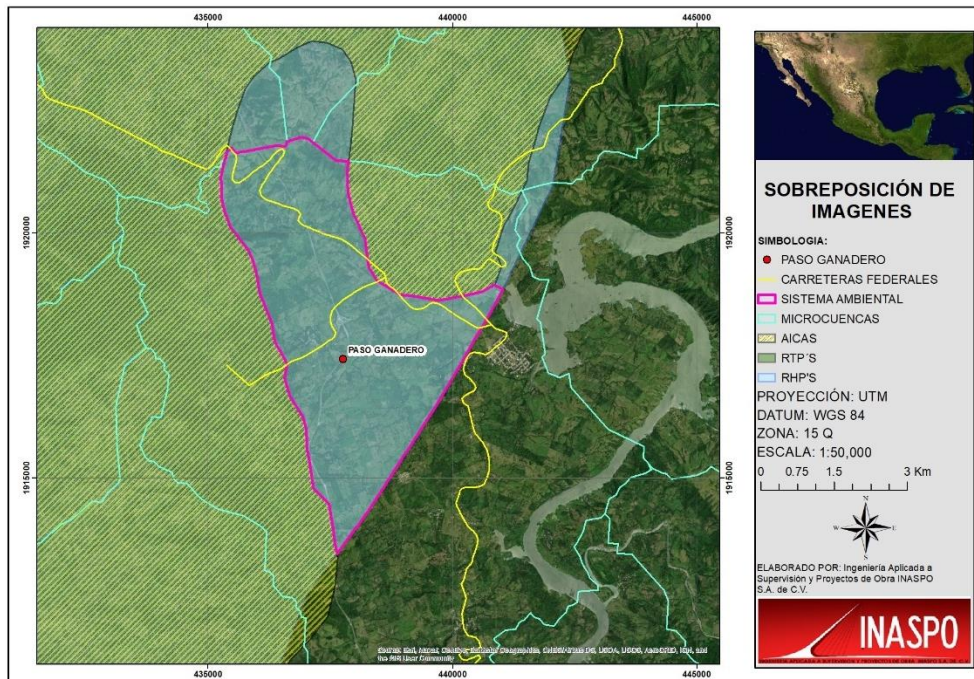 435000
440000
445000
1920000
1920000
PASO GANADERO
1915000
1915000
435000
440000
445000
SOBREPOSICIÓN DE
IMAGENES
SIMBOLOGIA:
PASO GANADERO
CARRETERAS FEDERALES
SISTEMA AMBIENTAL
MICROCUENCAS
AICAS
RTP´S
RHP'S
PROYECCIÓN: UTM
DATUM: WGS 84
ZONA: 15 Q
ESCALA: 1:50,000
0 0.75 1.5 3 Km
N
W E
S
ELABORADO POR: Ingeniería Aplicada a
Supervisión y Proyectos de Obra INASPO
S.A. de C.V.
INASPO